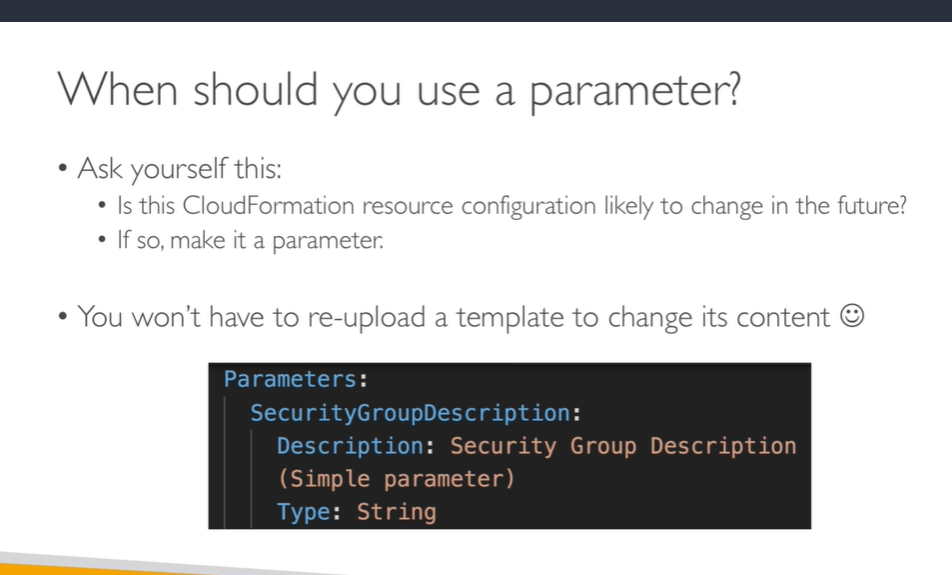 When should you use a parameter?
• Ask yourself this:
• Is this CloudFormation resource configuration likely to change in the future?
• If so, make it a parameter.
• You won't have to re-upload a template to change its content ☺
Parameters:
SecurityGroupDescription:
Description: Security Group Description
(Simple parameter)
Type: String